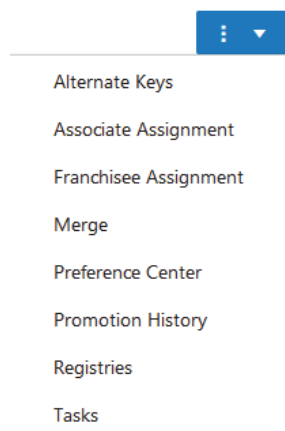 Alternate Keys
Associate Assignment
Franchisee Assignment
Merge
Preference Center
Promotion History
Registries
Tasks